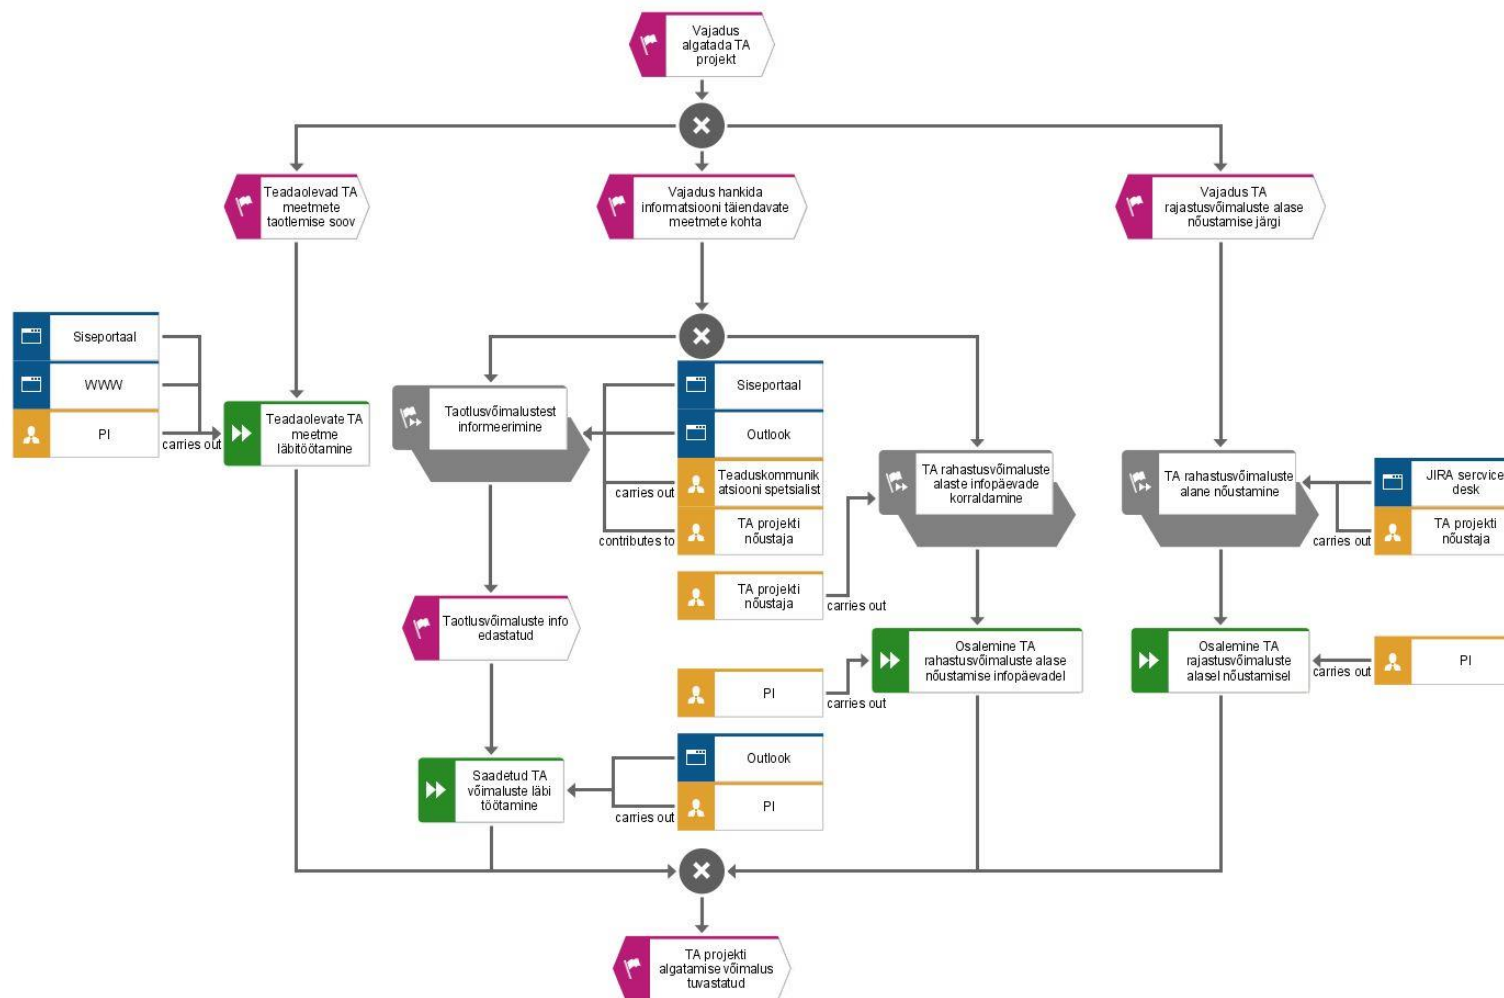 Vajadus
algatada TA
projekt
Teadaolevad TA
meetmete
taotlemise soov
Vajadus hankida
informatsiooni täiendavate
meetmete kohta
Vajadus TA
rajastusvõimaluste alase
nõustamise järgi
Siseportaal
WWW
PI
carries out
Teadaolevate TA
meetme
läbitöötamine
Taotlusvõimalustest
informeerimine
Siseportaal
Outlook
Teaduskommunik
atsiooni spetsialist
carries out
TA projekti
nõustaja
contributes to
TA rahastusvõimaluste
alaste infopäevade
korraldamine
TA projekti
nõustaja
carries out
TA rahastusvõimaluste
alane nõustamine
JIRA sercvice
desk
TA projekti
nõustaja
carries out
Taotlusvõimaluste info
edastatud
Osalemine TA
rahastusvõimaluste alase
nõustamise infopäevadel
PI
carries out
Osalemine TA
rajastusvõimaluste
alasel nõustamisel
PI
carries out
Saadetud TA
võimaluste läbi
töötamine
Outlook
PI
carries out
TA projekti
algatamise võimalus
tuvastatud